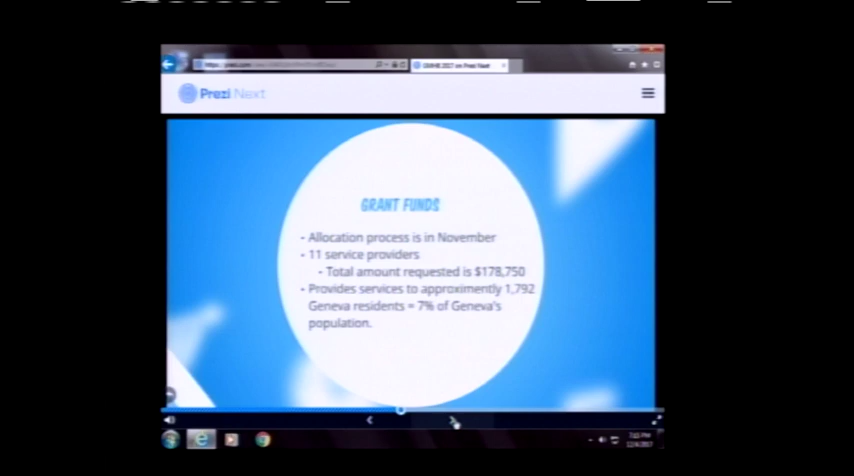 Prezi Next
GRANT FUNDS
- Allocation process is in November
- 11 service providers
- Total amount requested is $178,750
- Provides services to approximently 1,792
Geneva residents = 7% of Geneva's
population.